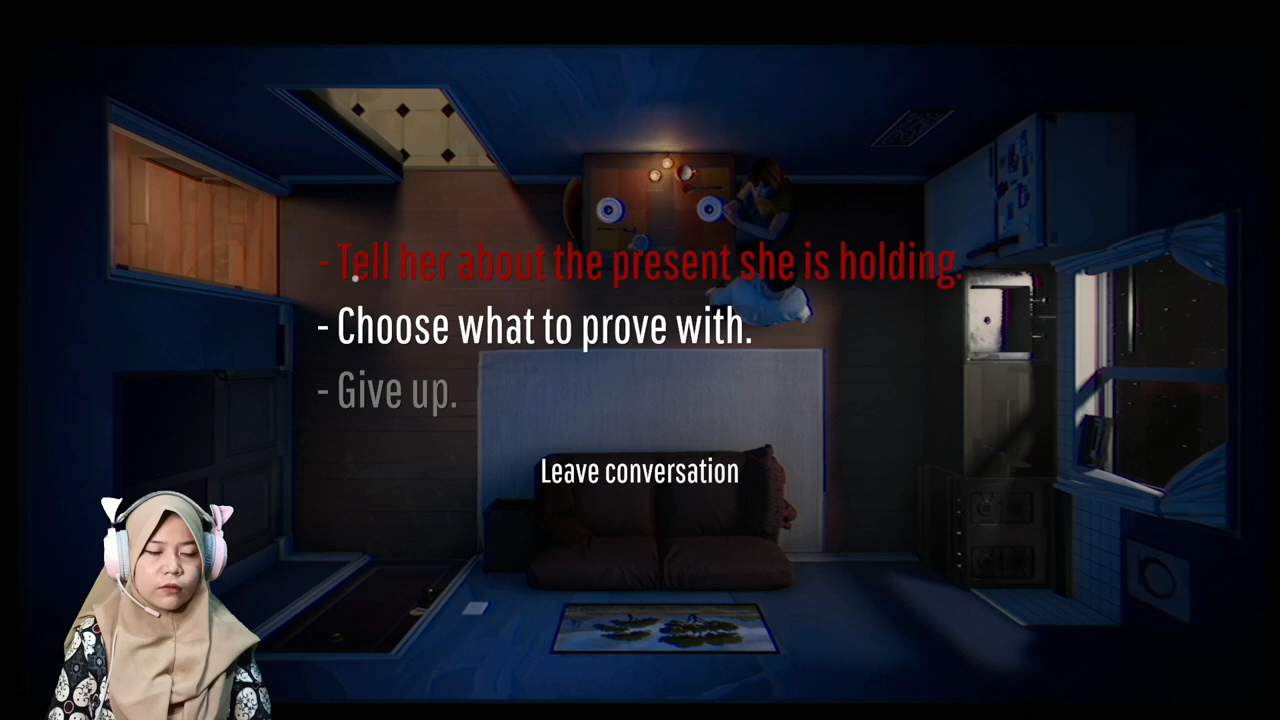 - Tell her about the present she is holding.
- Choose what to prove with.
- Give up.
Leave conversation